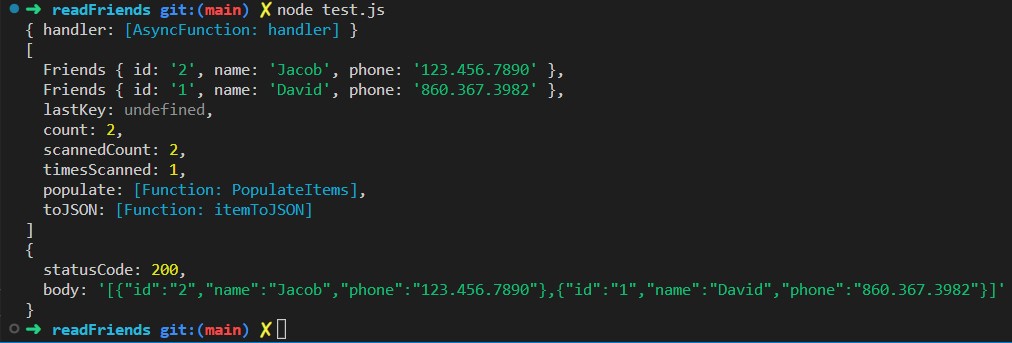 ➜ readFriends git:(main) ✗ node test.js
{ handler: [AsyncFunction: handler] }
[
  Friends { id: '2', name: 'Jacob', phone: '123.456.7890' },
  Friends { id: '1', name: 'David', phone: '860.367.3982' },
  lastKey: undefined,
  count: 2,
  scannedCount: 2,
  timesScanned: 1,
  populate: [Function: PopulateItems],
  toJSON: [Function: itemToJSON]
]
{
  statusCode: 200,
  body: '[{"id":"2","name":"Jacob","phone":"123.456.7890"},{"id":"1","name":"David","phone":"860.367.3982"}]'
}
➜ readFriends git:(main) ✗